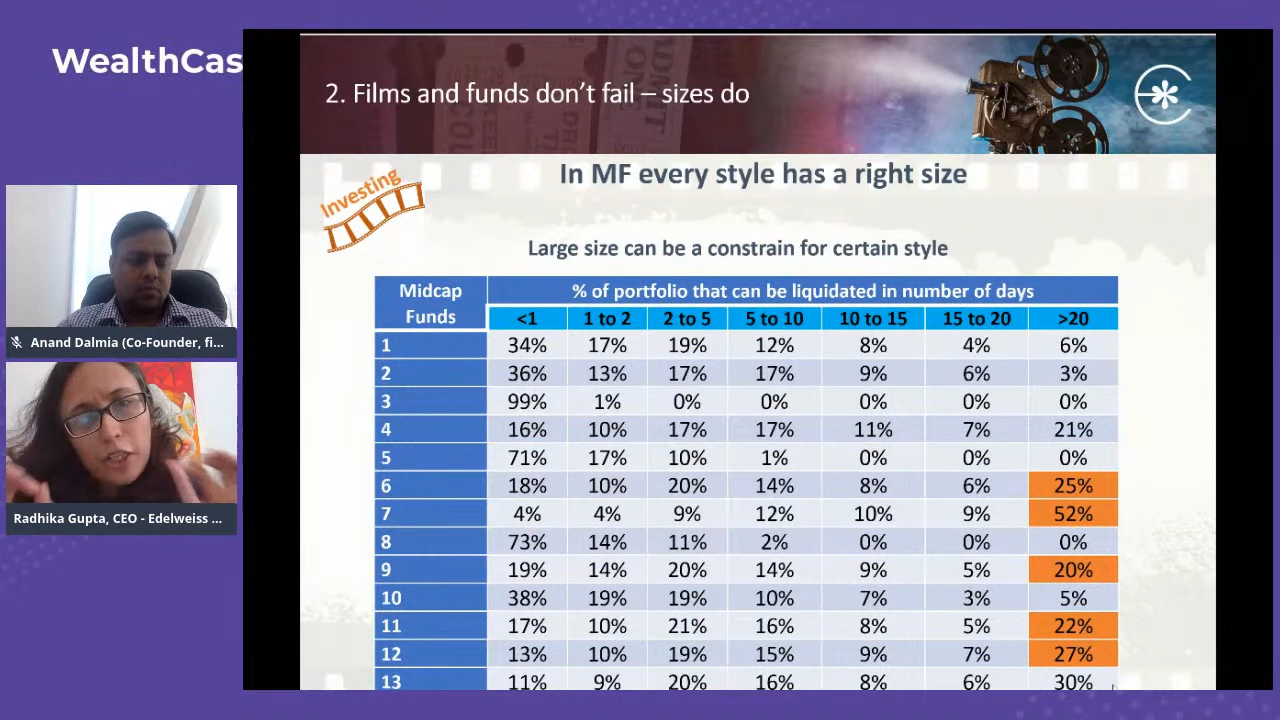 WealthCas
2. Films and funds don't fail – sizes do
Investing
In MF every style has a right size
Large size can be a constrain for certain style
Midcap Funds % of portfolio that can be liquidated in number of days
<1 1 to 2 2 to 5 5 to 10 10 to 15 15 to 20 >20
1 34% 17% 19% 12% 8% 4% 6%
2 36% 13% 17% 17% 9% 6% 3%
3 99% 1% 0% 0% 0% 0% 0%
4 16% 10% 17% 17% 11% 7% 21%
5 71% 17% 10% 1% 0% 0% 0%
6 18% 10% 20% 14% 8% 6% 25%
7 4% 4% 9% 12% 10% 9% 52%
8 73% 14% 11% 2% 0% 0% 0%
9 19% 14% 20% 14% 9% 5% 20%
10 38% 19% 19% 10% 7% 3% 5%
11 17% 10% 21% 16% 8% 5% 22%
12 13% 10% 19% 15% 9% 7% 27%
13 11% 9% 20% 16% 8% 6% 30%
Anand Dalmia (Co-Founder, fi...
Radhika Gupta, CEO - Edelweiss ...